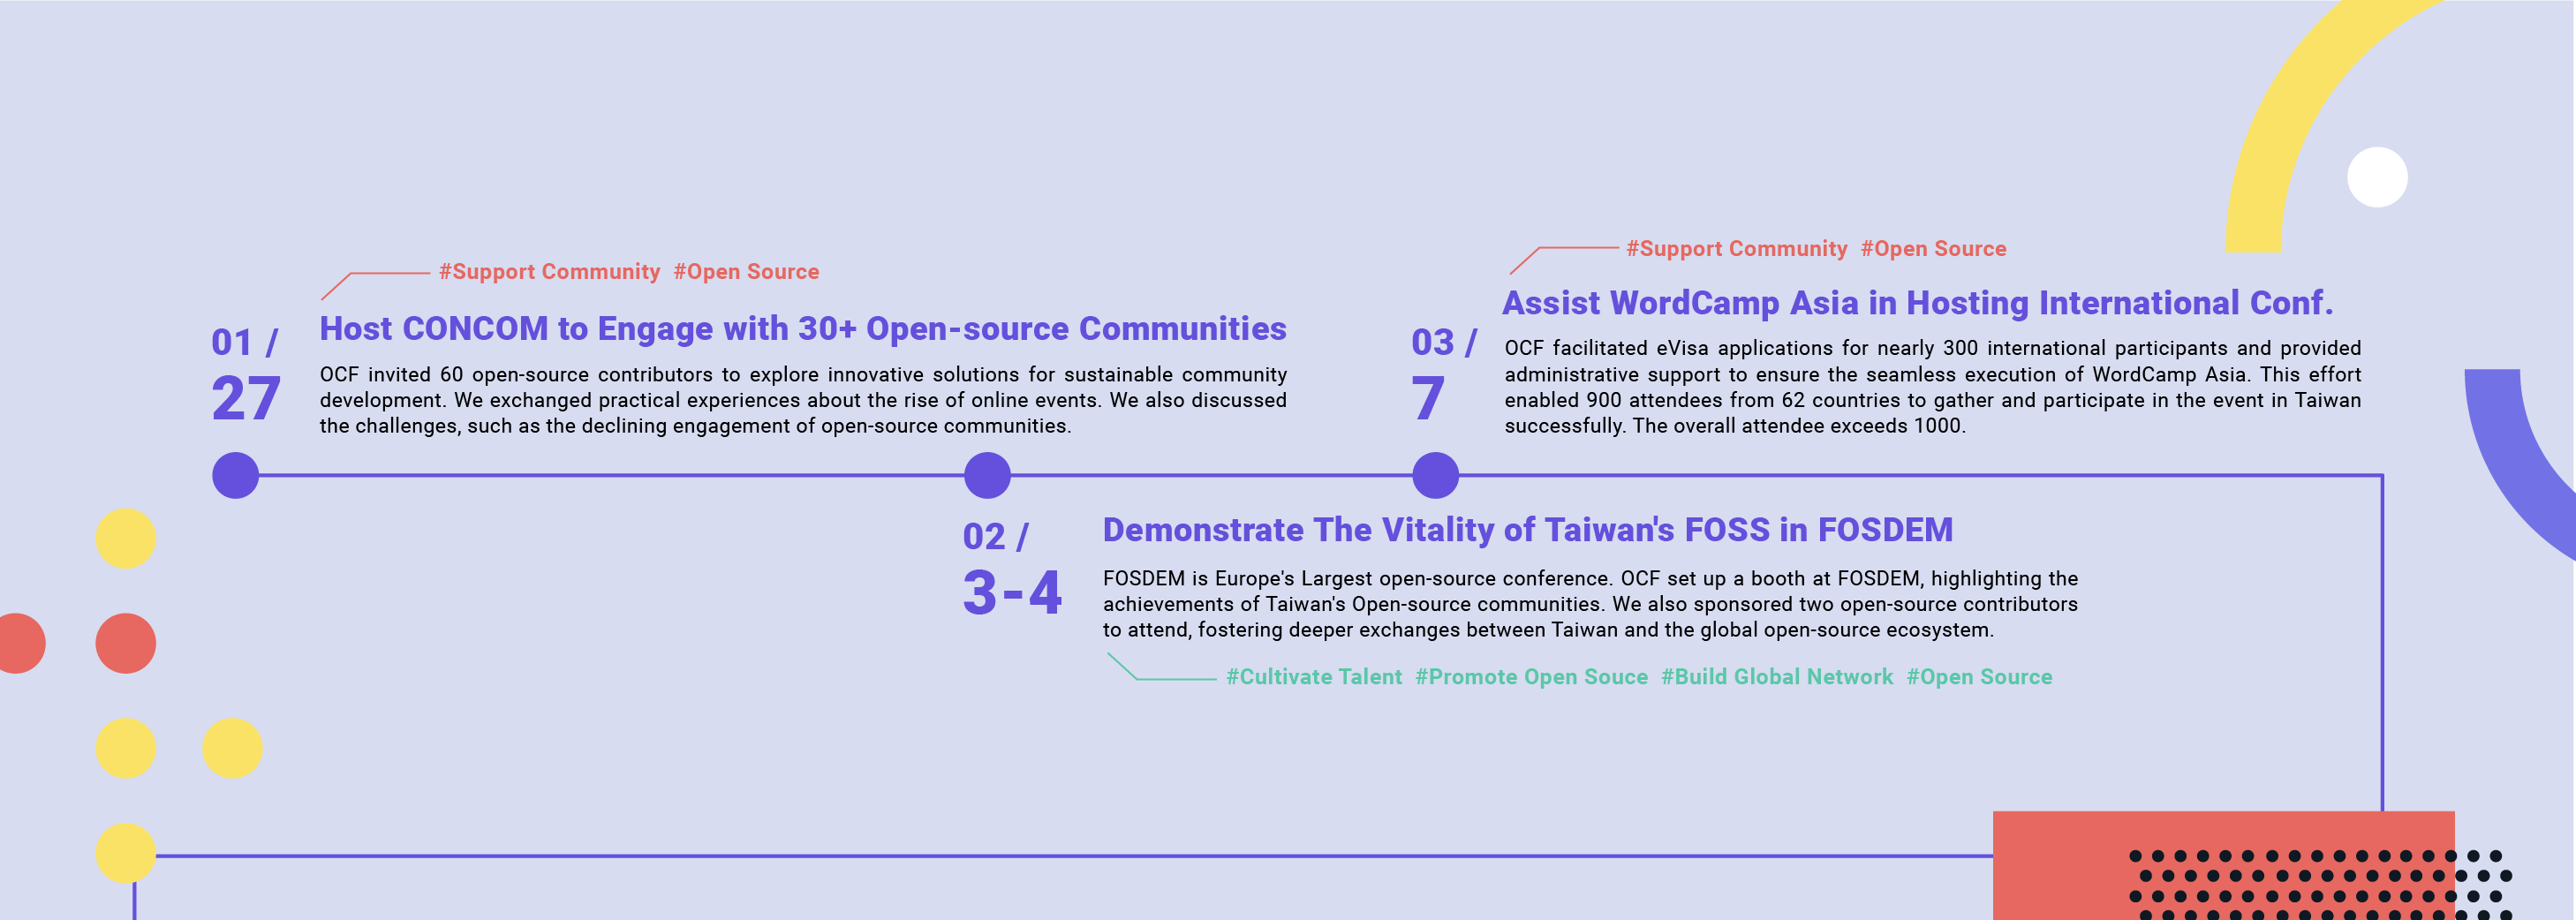 #Support Community #Open Source
01 /
27
Host CONCOM to Engage with 30+ Open-source Communities
OCF invited 60 open-source contributors to explore innovative solutions for sustainable community
development. We exchanged practical experiences about the rise of online events. We also discussed
the challenges, such as the declining engagement of open-source communities.
#Support Community #Open Source
03 /
7
Assist WordCamp Asia in Hosting International Conf.
OCF facilitated eVisa applications for nearly 300 international participants and provided
administrative support to ensure the seamless execution of WordCamp Asia. This effort
enabled 900 attendees from 62 countries to gather and participate in the event in Taiwan
successfully. The overall attendee exceeds 1000.
02 /
3-4
Demonstrate The Vitality of Taiwan's FOSS in FOSDEM
FOSDEM is Europe's Largest open-source conference. OCF set up a booth at FOSDEM, highlighting the
achievements of Taiwan's Open-source communities. We also sponsored two open-source contributors
to attend, fostering deeper exchanges between Taiwan and the global open-source ecosystem.
#Cultivate Talent #Promote Open Souce #Build Global Network #Open Source